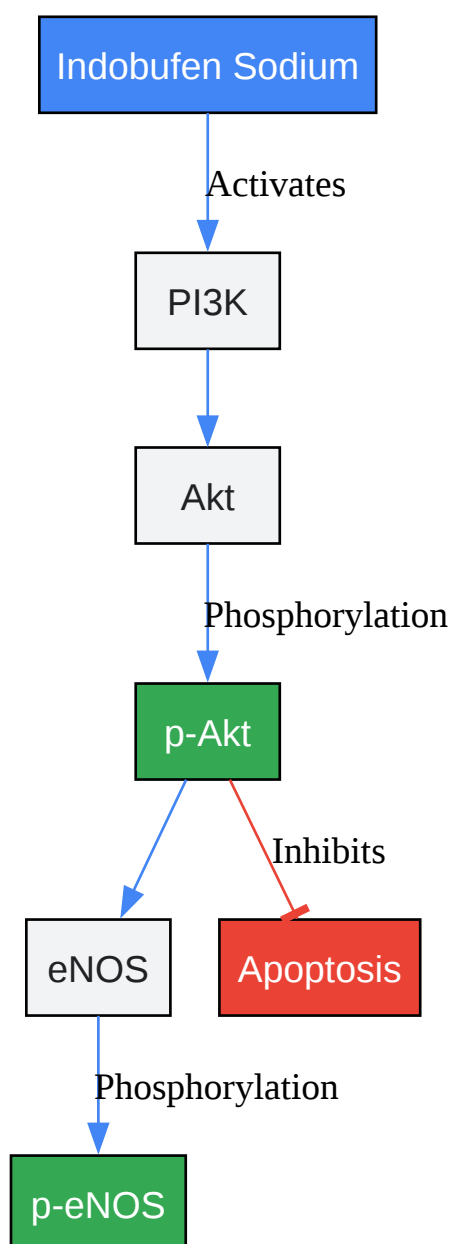 Indobufen Sodium
Activates
PI3K
Akt
Phosphorylation
p-Akt
Inhibits
eNOS
Apoptosis
Phosphorylation
p-eNOS